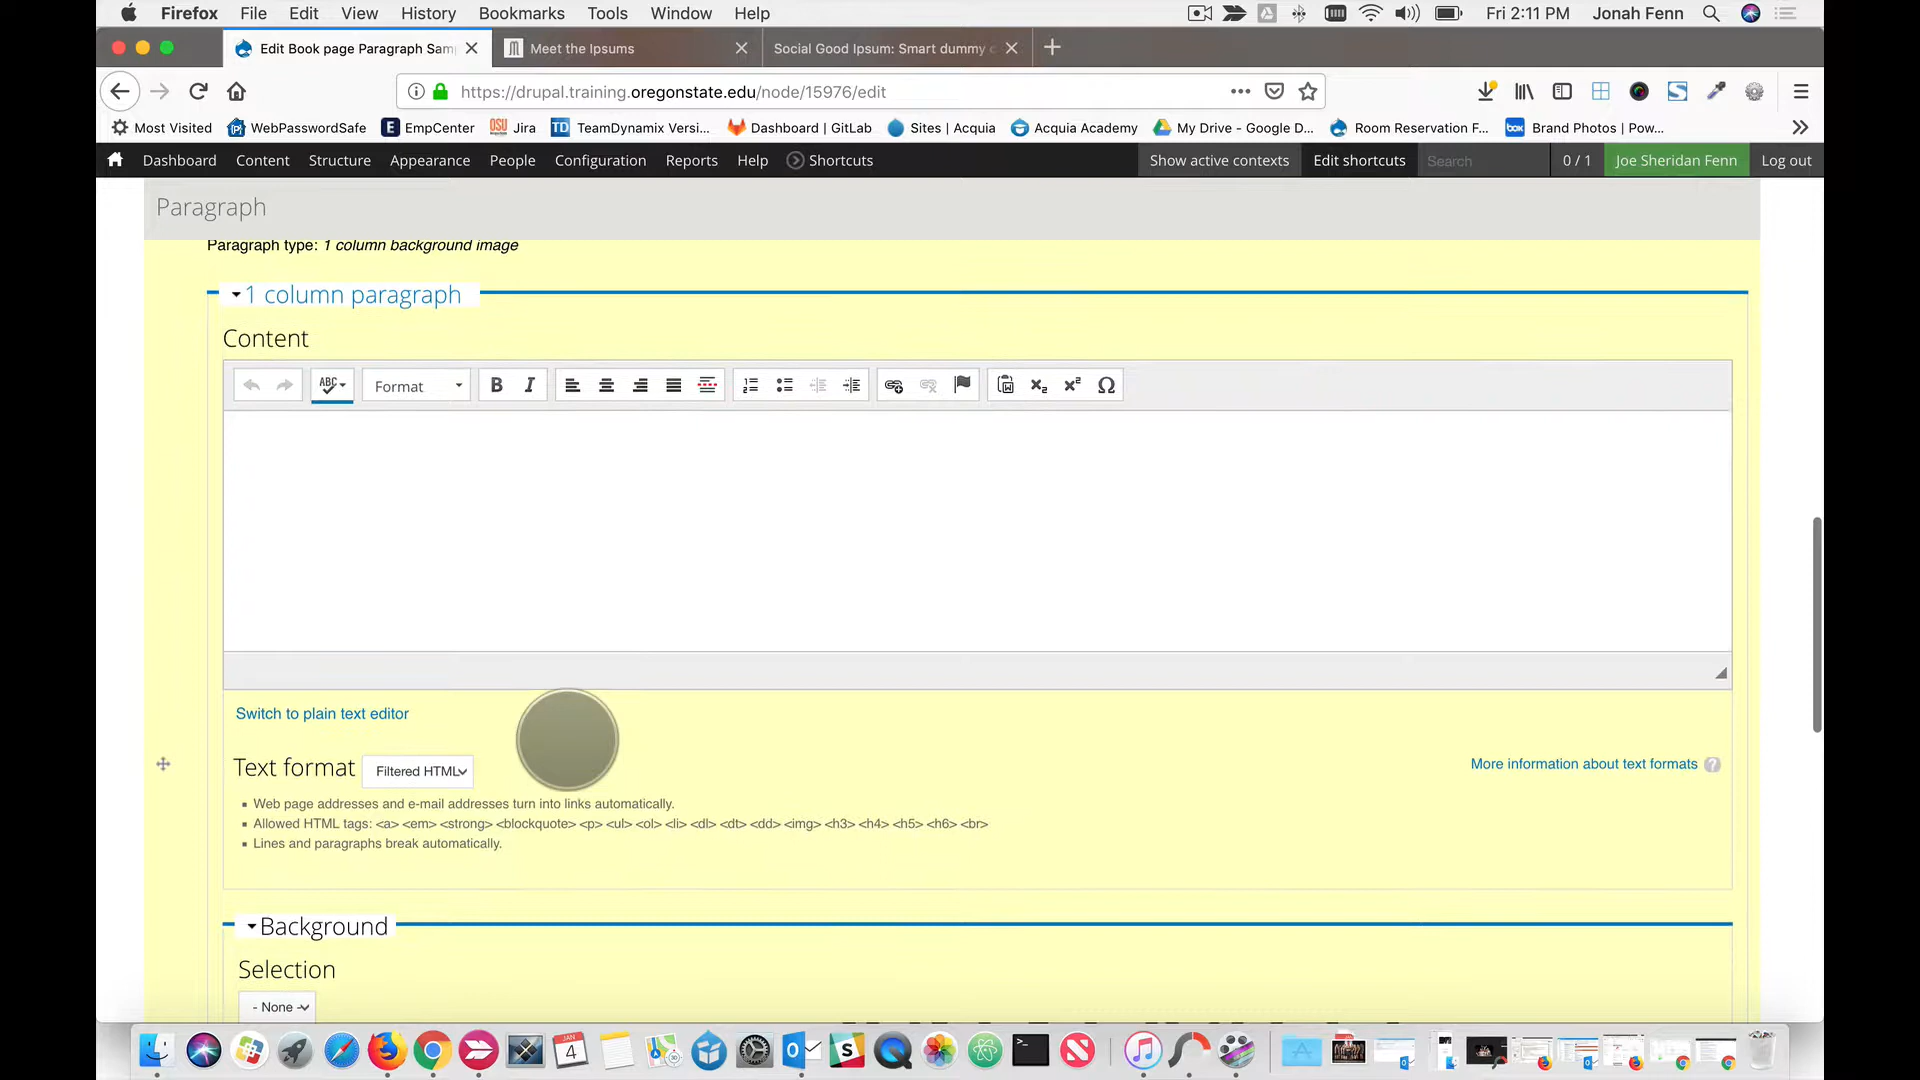 Firefox File Edit View History Bookmarks Tools Window Help Fri 2:11 PM Jonah Fenn
Edit Book page Paragraph Sam Meet the Ipsums Social Good Ipsum: Smart dummy c
https://drupal.training.oregonstate.edu/node/15976/edit
Most Visited WebPasswordSafe EmpCenter Jira TeamDynamix Versi... Dashboard | GitLab Sites | Acquia Acquia Academy My Drive - Google D... Room Reservation F... Brand Photos | Pow...
Dashboard Content Structure Appearance People Configuration Reports Help Shortcuts Show active contexts Edit shortcuts Search 0 / 1 Joe Sheridan Fenn Log out
Paragraph
Paragraph type: 1 column background image
1 column paragraph
Content
ABC Format B I
Switch to plain text editor
Text format Filtered HTML More information about text formats ?
Web page addresses and e-mail addresses turn into links automatically.
Allowed HTML tags: <a> <em> <strong> <blockquote> <p> <ul> <ol> <li> <dl> <dt> <dd> <img> <h3> <h4> <h5> <h6> <br>
Lines and paragraphs break automatically.
Background
Selection
- None -